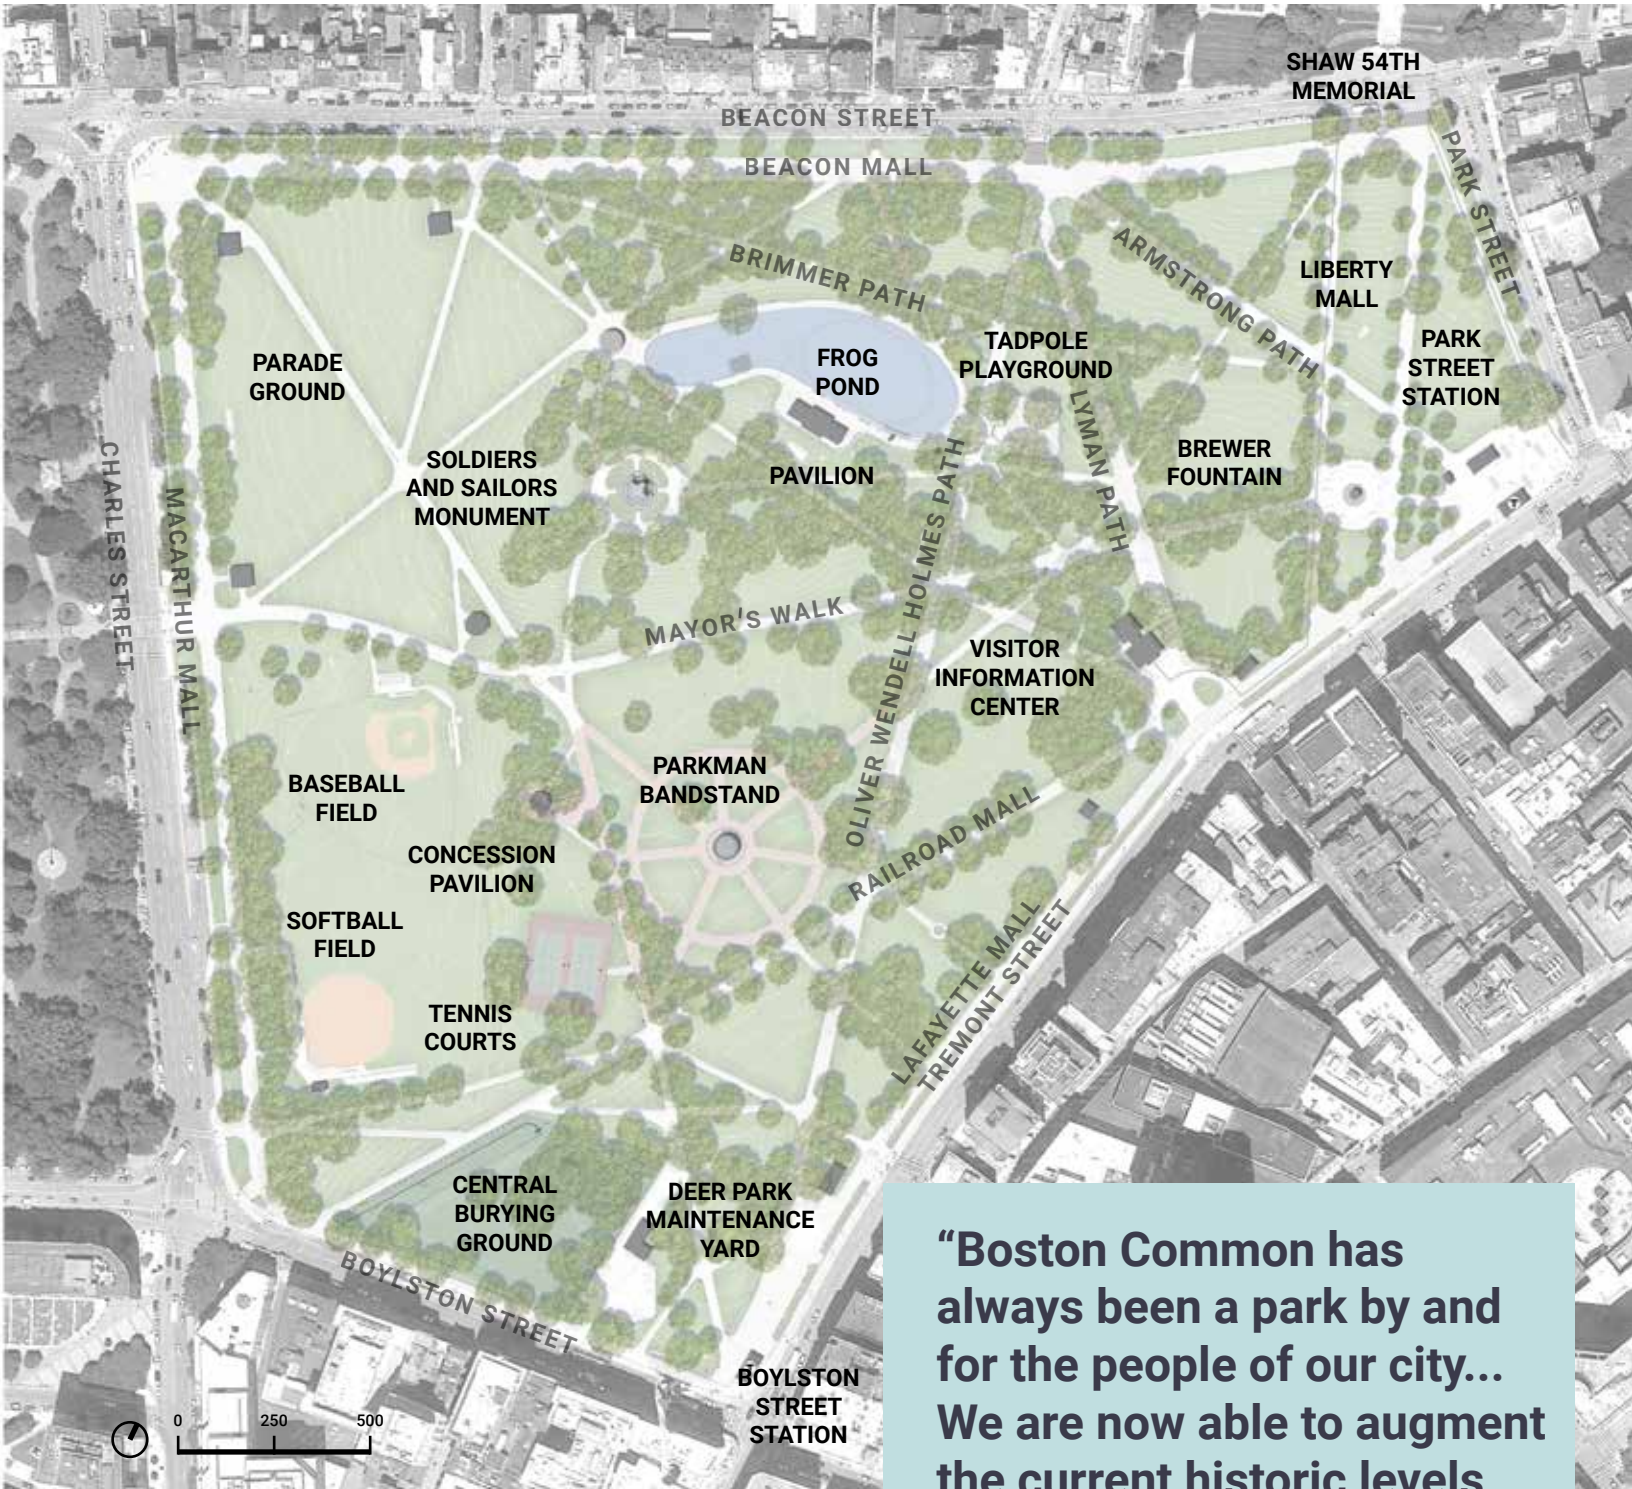 SHAW 54TH
MEMORIAL
BEACON STREET
BEACON MALL
PARK STREET
BRIMMER PATH
ARMSTRONG PATH
LIBERTY
MALL
PARADE
GROUND
FROG
POND
TADPOLE
PLAYGROUND
PARK
STREET
STATION
CHARLES STREET
MACARTHUR MALL
SOLDIERS
AND SAILORS
MONUMENT
PAVILION
LYMAN PATH
BREWER
FOUNTAIN
MAYOR'S WALK
OLIVER WENDELL HOLMES PATH
VISITOR
INFORMATION
CENTER
BASEBALL
FIELD
PARKMAN
BANDSTAND
RAILROAD MALL
CONCESSION
PAVILION
SOFTBALL
FIELD
LAFAYETTE MALL
TREMONT STREET
TENNIS
COURTS
CENTRAL
BURYING
GROUND
DEER PARK
MAINTENANCE
YARD
BOYLSTON STREET
BOYLSTON
STREET
STATION
0 250 500
“Boston Common has
always been a park by and
for the people of our city...
We are now able to augment
the current historic levels